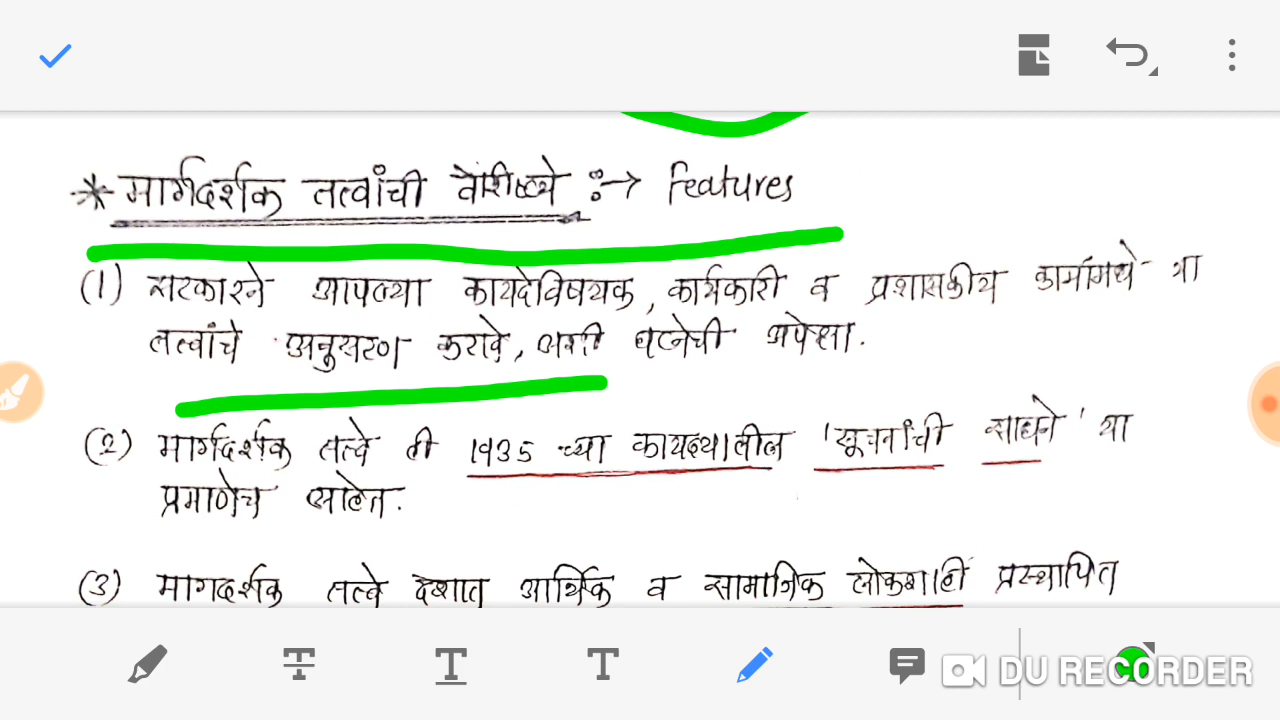 * मार्गदर्शक तत्वांची वैशिष्ट्ये :→ Features
(1) सरकारने आपल्या कायदेविषयक, कार्यकारी व प्रशासकीय कामांमध्ये या
तत्वांचे अनुसरण करावे, अशी घटनेची अपेक्षा.
(2) मार्गदर्शक तत्वे ही 1935 च्या कायद्यातील 'सूचनांची साधने' या
प्रमाणेच आहेत.
(3) मागदर्शक तत्वे देशात आर्थिक व सामाजिक लोकशाही प्रस्थापित
T T T
DU RECORDER